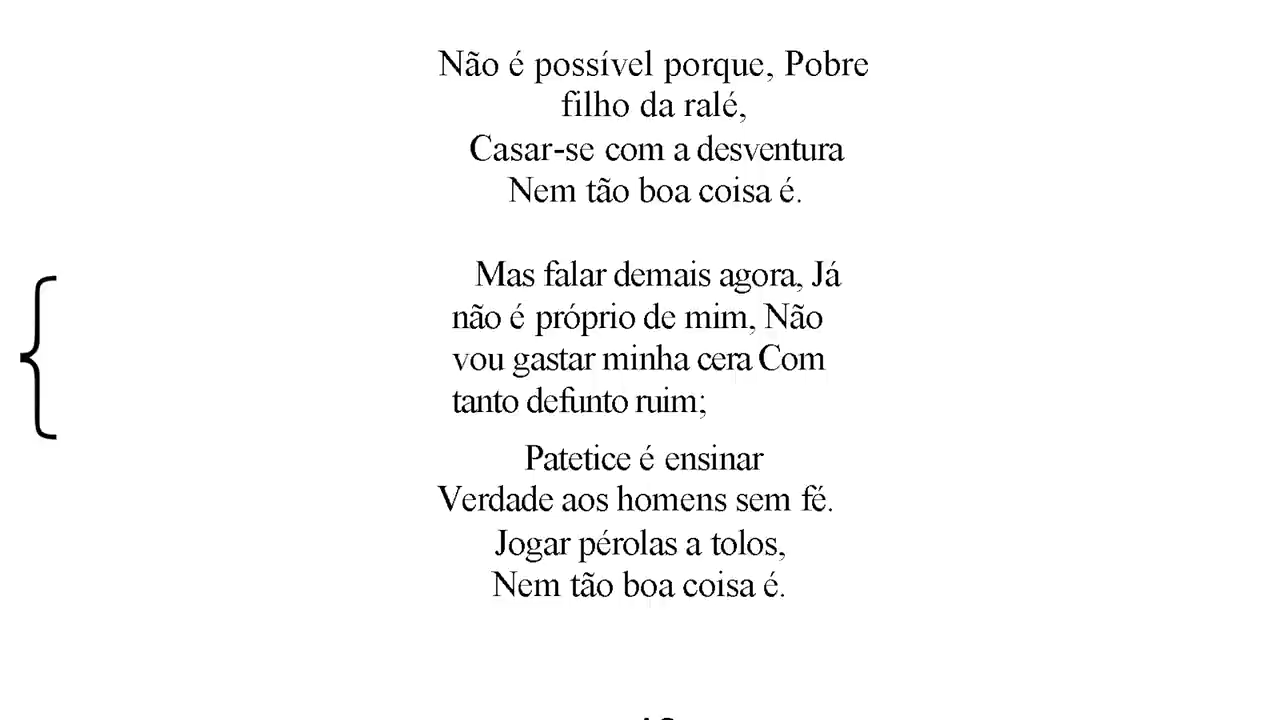 Não é possível porque, Pobre
filho da ralé,
Casar-se com a desventura
Nem tão boa coisa é.
Mas falar demais agora, Já
não é próprio de mim, Não
vou gastar minha cera Com
tanto defunto ruim;
Patetice é ensinar
Verdade aos homens sem fé.
Jogar pérolas a tolos,
Nem tão boa coisa é.